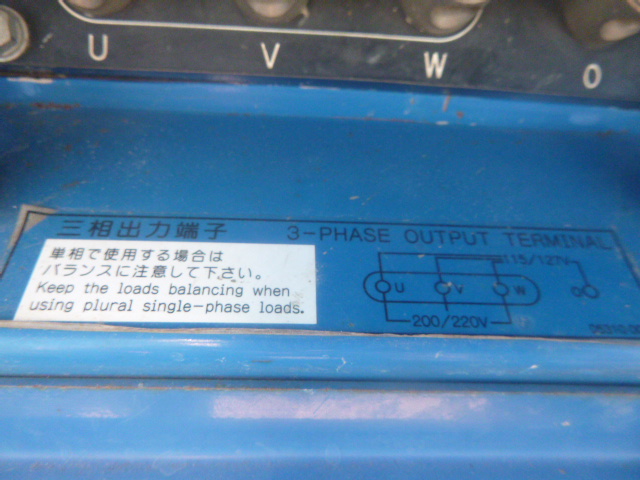 U V W O
三相出力端子 3-PHASE OUTPUT TERMINAL
単相で使用する場合は
バランスに注意して下さい。
Keep the loads balancing when
using plural single-phase loads.
115/127V
U V W O
200/220V